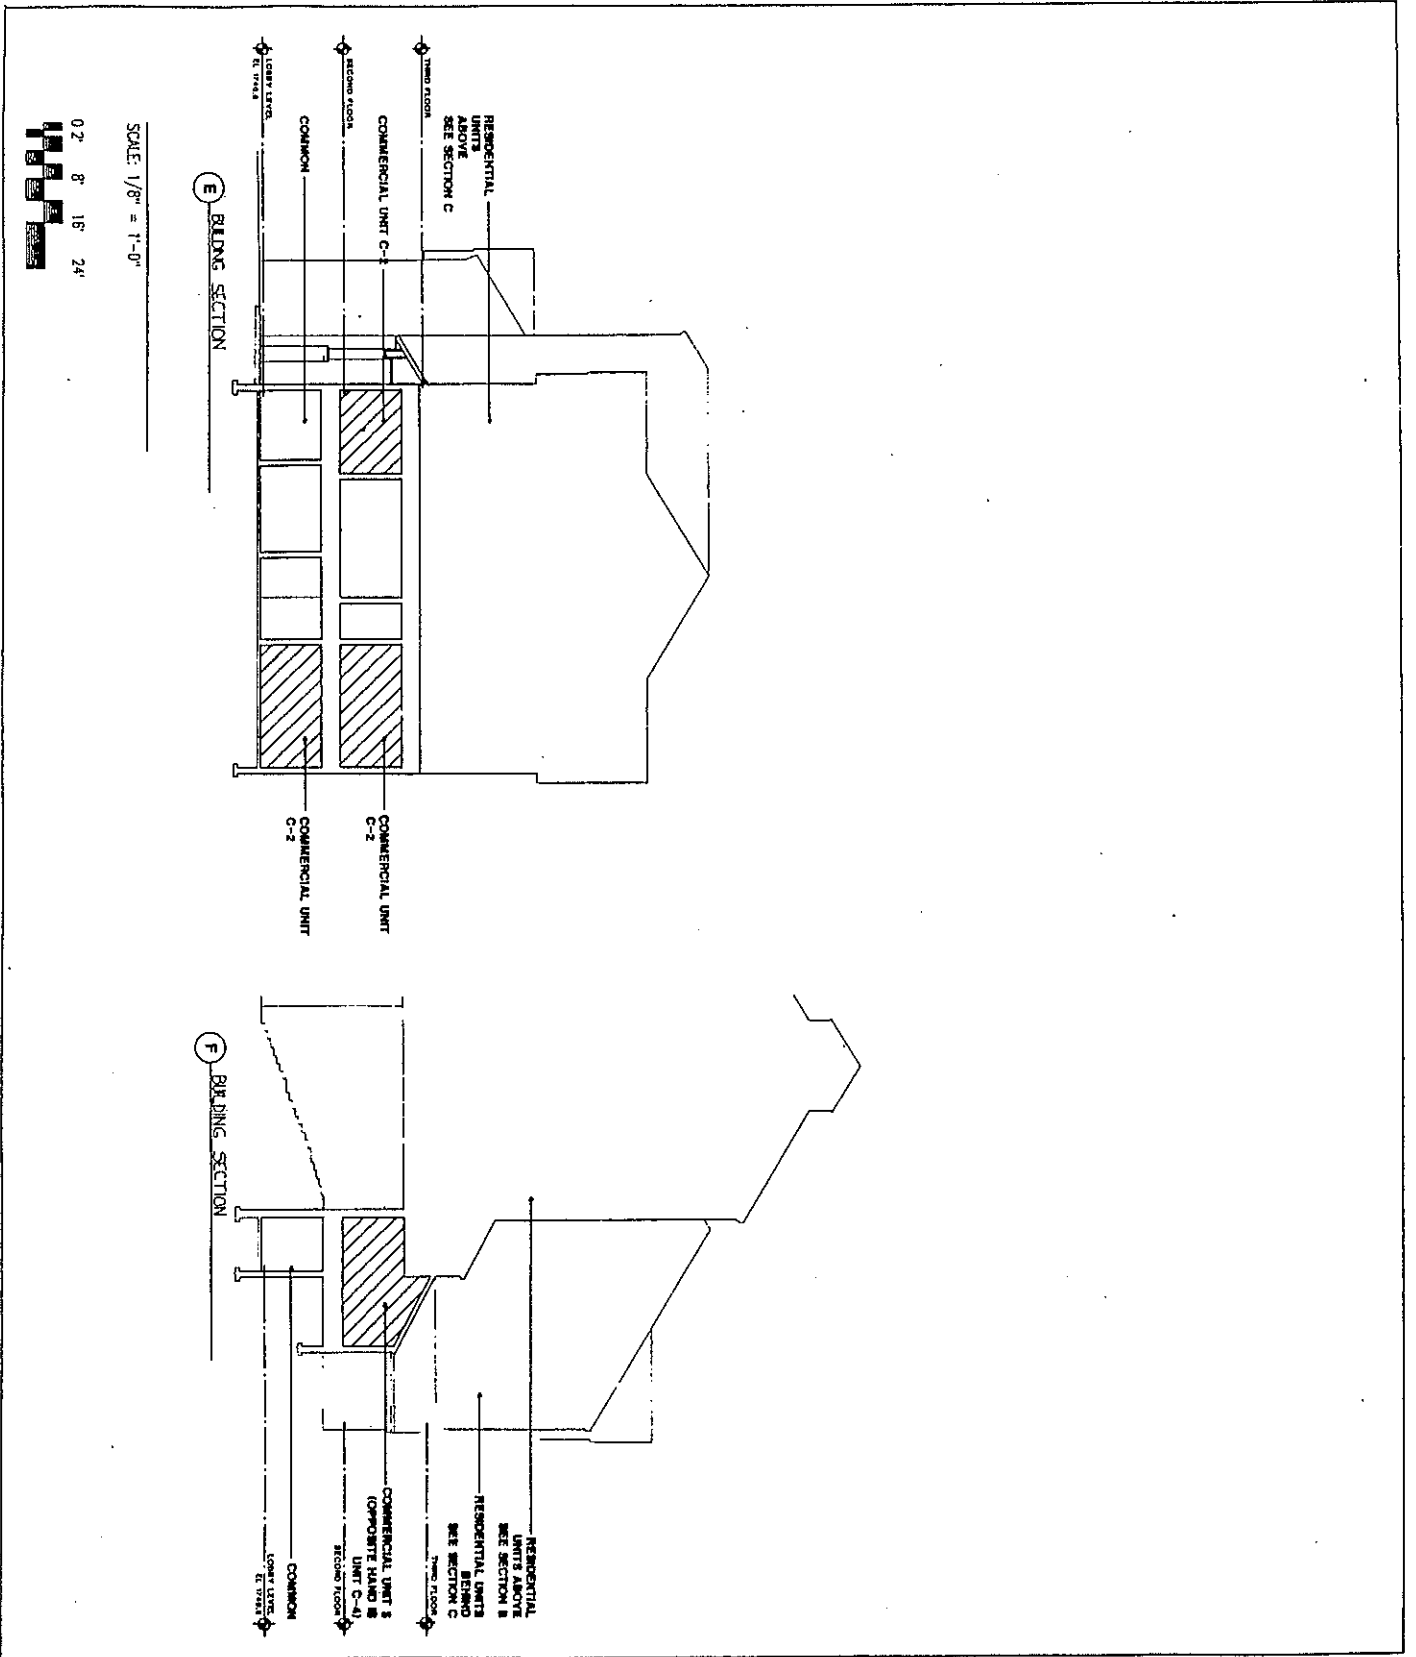 THIRD FLOOR
SECOND FLOOR
LOBBY LEVEL
RESIDENTIAL
UNITS
ABOVE
SEE SECTION C
COMMERCIAL UNIT C-2
COMMON
COMMERCIAL UNIT
C-2
COMMERCIAL UNIT
C-2
E
BUILDING SECTION
SCALE: 1/8" = 1'-0"
0 2' 8' 16' 24'
RESIDENTIAL
UNITS ABOVE
SEE SECTION B
RESIDENTIAL UNITS
BEHIND
SEE SECTION C
THIRD FLOOR
COMMERCIAL UNIT
(OPPOSITE HAND IS
UNIT C-4)
SECOND FLOOR
COMMON
LOBBY LEVEL
F
BUILDING SECTION